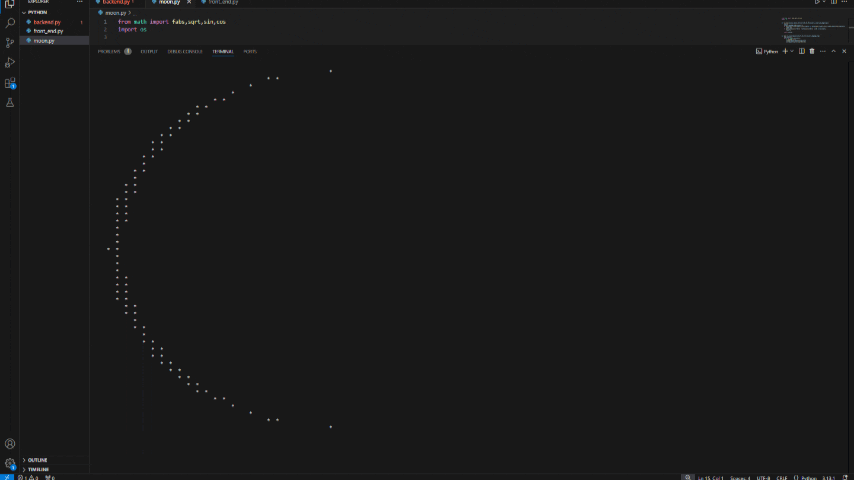 EXPLORER
backend.py 1
moon.py
front_end.py
PYTHON
moon.py
backend.py 1
front_end.py
moon.py
1 from math import fabs,sqrt,sin,cos
2 import os
3
PROBLEMS
OUTPUT
DEBUG CONSOLE
TERMINAL
PORTS
Python
OUTLINE
TIMELINE
Ln 15, Col 1
Spaces: 4
UTF-8
CRLF
Python
3.13.1